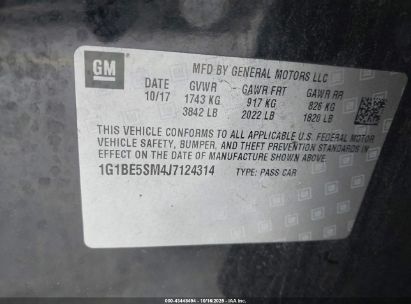 GM
MFD BY GENERAL MOTORS LLC
DATE GVWR GAWR FRT GAWR RR
10/17 1743 KG 917 KG 826 KG
3842 LB 2022 LB 1820 LB
THIS VEHICLE CONFORMS TO ALL APPLICABLE U.S. FEDERAL MOTOR
VEHICLE SAFETY, BUMPER, AND THEFT PREVENTION STANDARDS
IN EFFECT ON THE DATE OF MANUFACTURE SHOWN ABOVE.
1G1BE5SM4J7124314 TYPE: PASS CAR